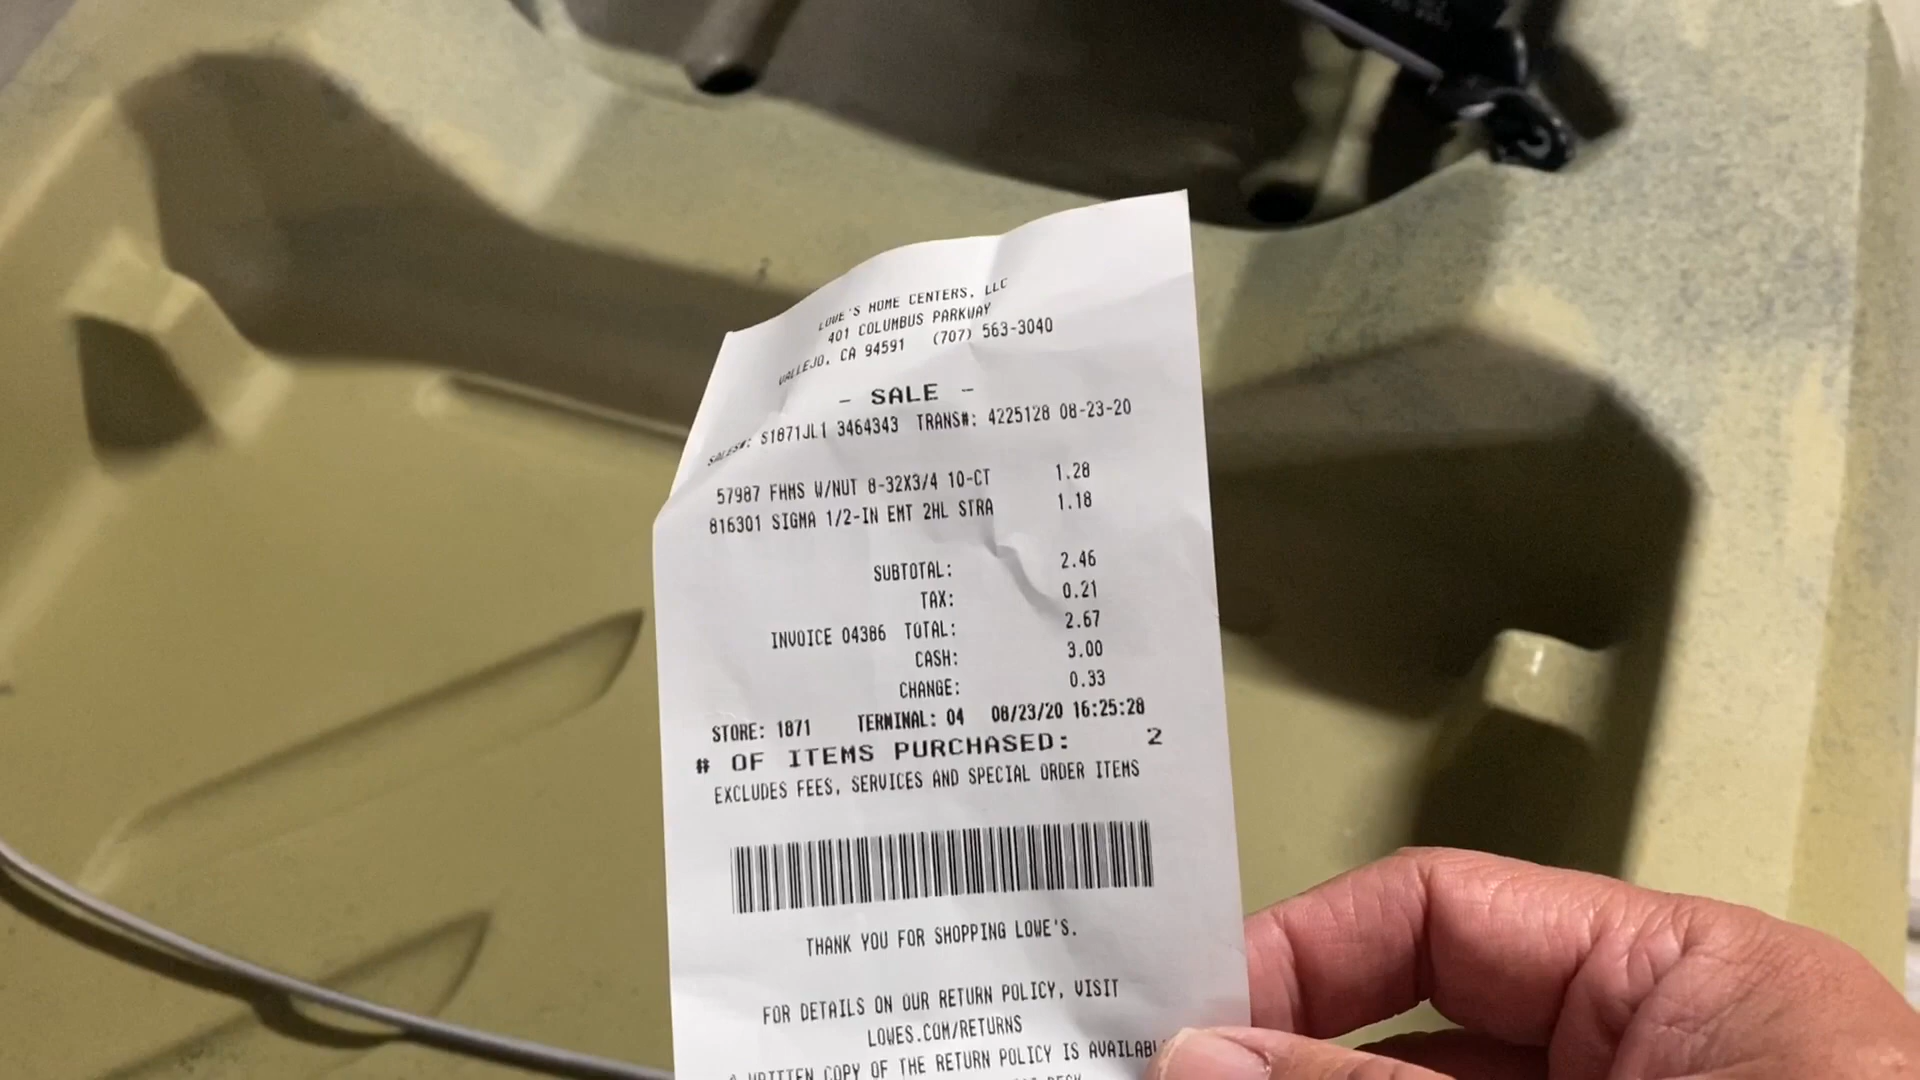 LOWE'S HOME CENTERS, LLC
401 COLUMBUS PARKWAY
VALLEJO, CA 94591 (707) 563-3040
- SALE -
SALES#: S1871JL1 3464343 TRANS#: 4225128 08-23-20
57987 FHMS W/NUT 8-32X3/4 10-CT 1.28
816301 SIGMA 1/2-IN EMT 2HL STRA 1.18
SUBTOTAL: 2.46
TAX: 0.21
INVOICE 04386 TOTAL: 2.67
CASH: 3.00
CHANGE: 0.33
STORE: 1871 TERMINAL: 04 08/23/20 16:25:28
# OF ITEMS PURCHASED: 2
EXCLUDES FEES, SERVICES AND SPECIAL ORDER ITEMS
THANK YOU FOR SHOPPING LOWE'S.
FOR DETAILS ON OUR RETURN POLICY, VISIT
LOWES.COM/RETURNS
A WRITTEN COPY OF THE RETURN POLICY IS